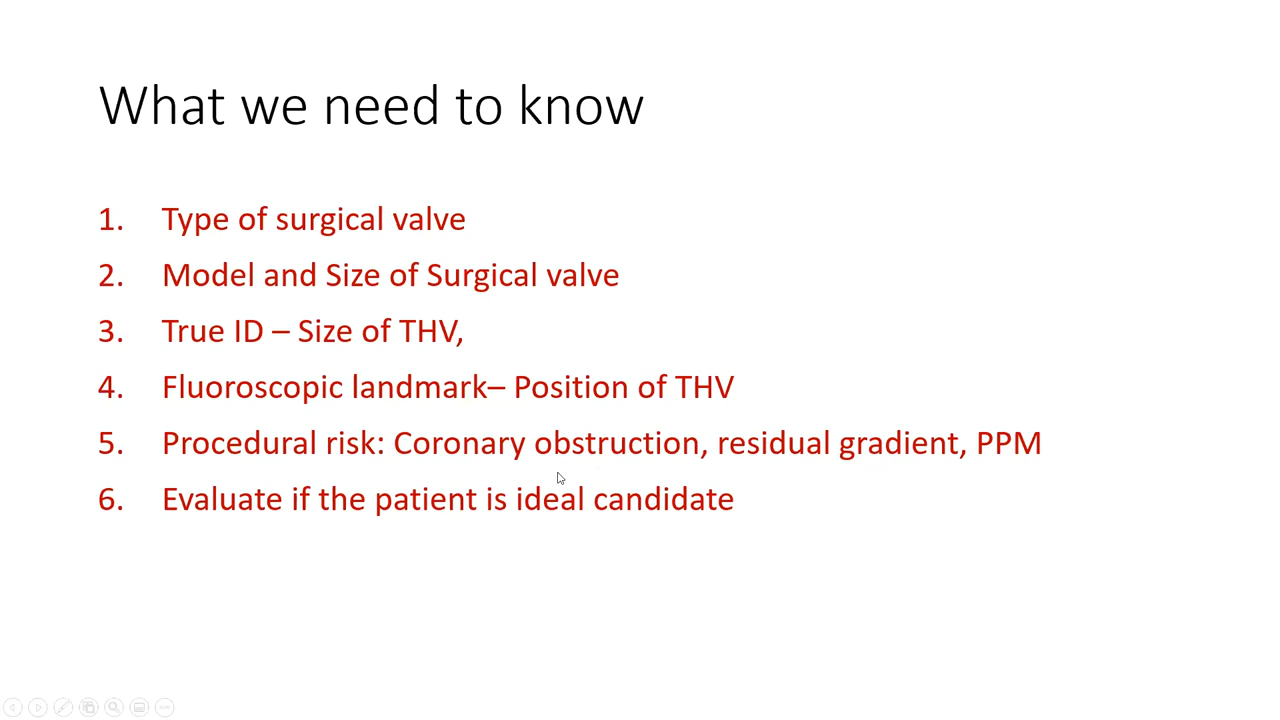 What we need to know
1. Type of surgical valve
2. Model and Size of Surgical valve
3. True ID – Size of THV,
4. Fluoroscopic landmark– Position of THV
5. Procedural risk: Coronary obstruction, residual gradient, PPM
6. Evaluate if the patient is ideal candidate